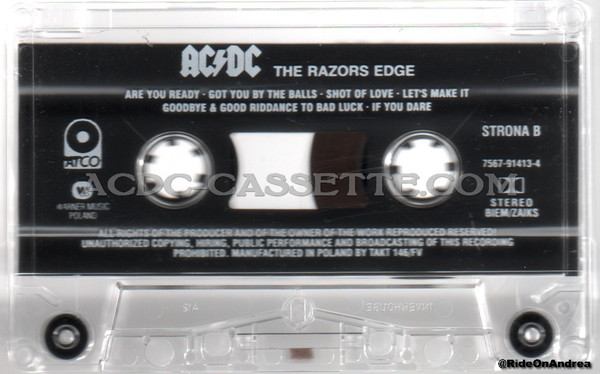 AC⚡DC THE RAZORS EDGE
ARE YOU READY · GOT YOU BY THE BALLS · SHOT OF LOVE · LET'S MAKE IT
GOODBYE & GOOD RIDDANCE TO BAD LUCK · IF YOU DARE
STRONA B
ATCO
7567-91413-4
ACDC-CASSETTE.COM
WARNER MUSIC
POLAND
STEREO
BIEM/ZAIKS
ALL RIGHTS OF THE PRODUCER AND OF THE OWNER OF THE WORK REPRODUCED RESERVED!
UNAUTHORIZED COPYING, HIRING, PUBLIC PERFORMANCE AND BROADCASTING OF THIS RECORDING
PROHIBITED. MANUFACTURED IN POLAND BY TAKT 146/FV
@RideOnAndrea